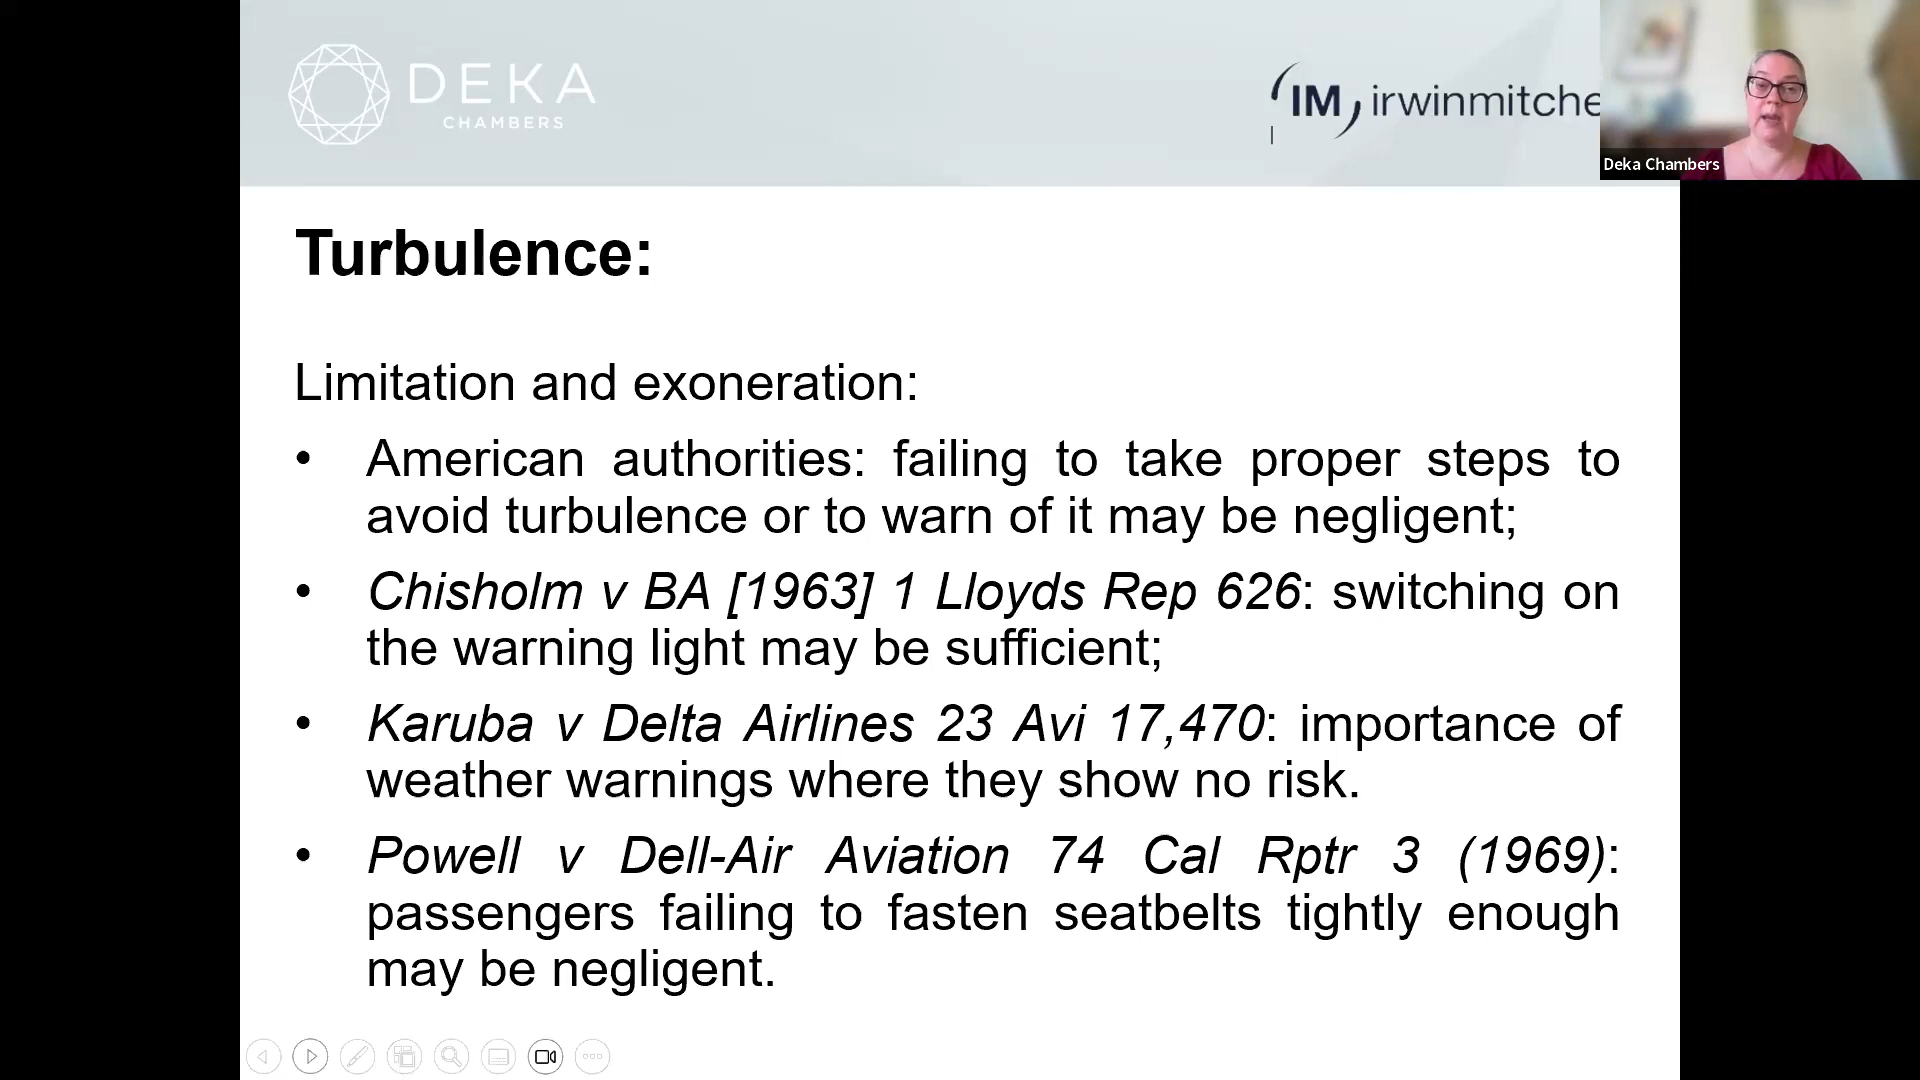 DEKA
CHAMBERS
IM irwinmitche
Deka Chambers
Turbulence:
Limitation and exoneration:
• American authorities: failing to take proper steps to
avoid turbulence or to warn of it may be negligent;
• Chisholm v BA [1963] 1 Lloyds Rep 626: switching on
the warning light may be sufficient;
• Karuba v Delta Airlines 23 Avi 17,470: importance of
weather warnings where they show no risk.
• Powell v Dell-Air Aviation 74 Cal Rptr 3 (1969):
passengers failing to fasten seatbelts tightly enough
may be negligent.